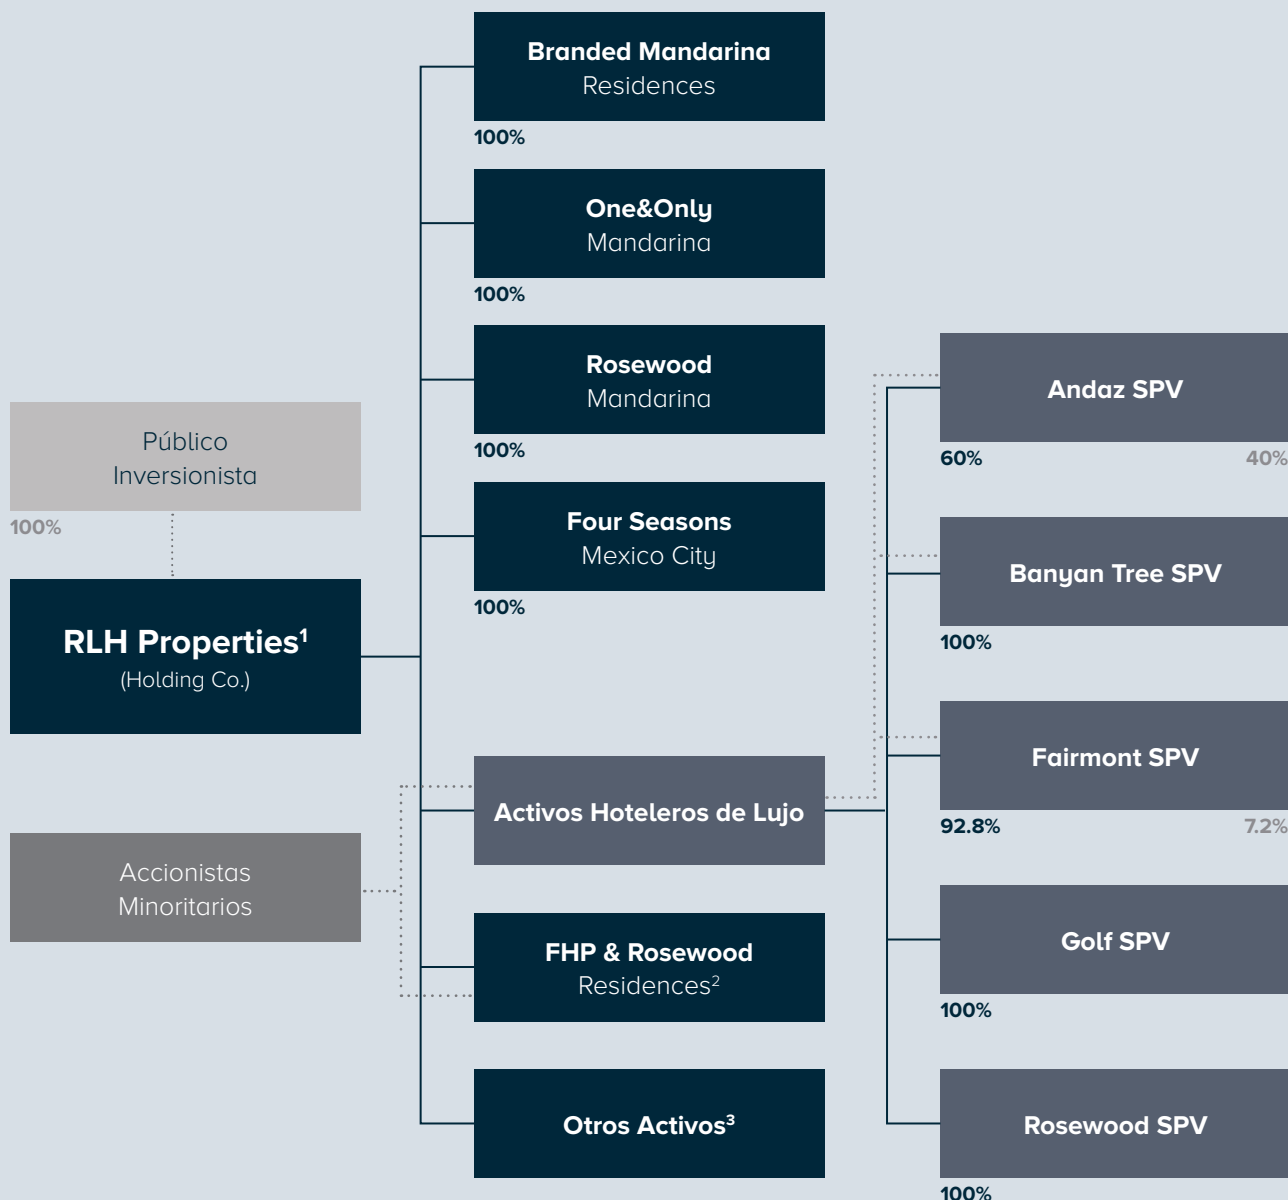 Público
Inversionista
100%
RLH Properties¹
(Holding Co.)
Accionistas
Minoritarios
Branded Mandarina
Residences
100%
One&Only
Mandarina
100%
Rosewood
Mandarina
100%
Four Seasons
Mexico City
100%
Activos Hoteleros de Lujo
FHP & Rosewood
Residences²
Otros Activos³
Andaz SPV
60% 40%
Banyan Tree SPV
100%
Fairmont SPV
92.8% 7.2%
Golf SPV
100%
Rosewood SPV
100%